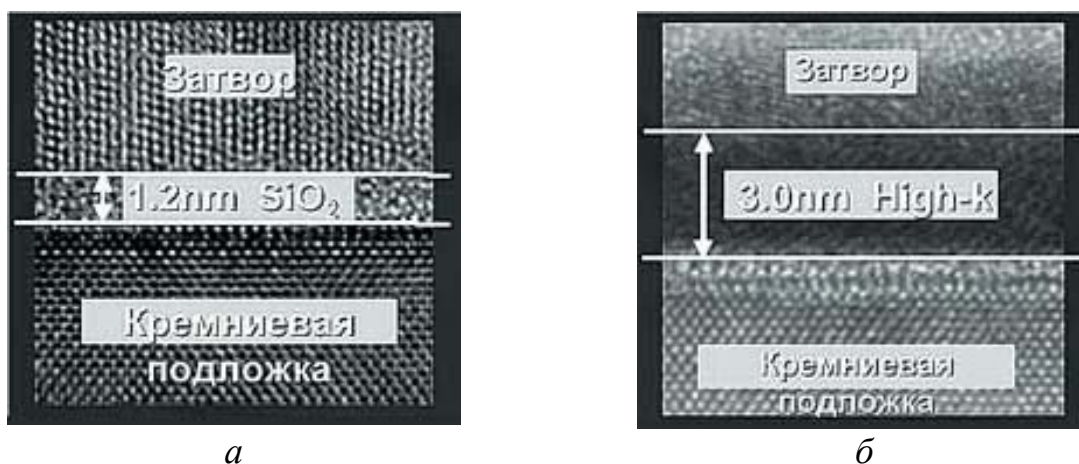 Затвор
1.2nm SiO₂
Кремниевая
подложка
а
Затвор
3.0nm High-k
Кремниевая
подложка
б